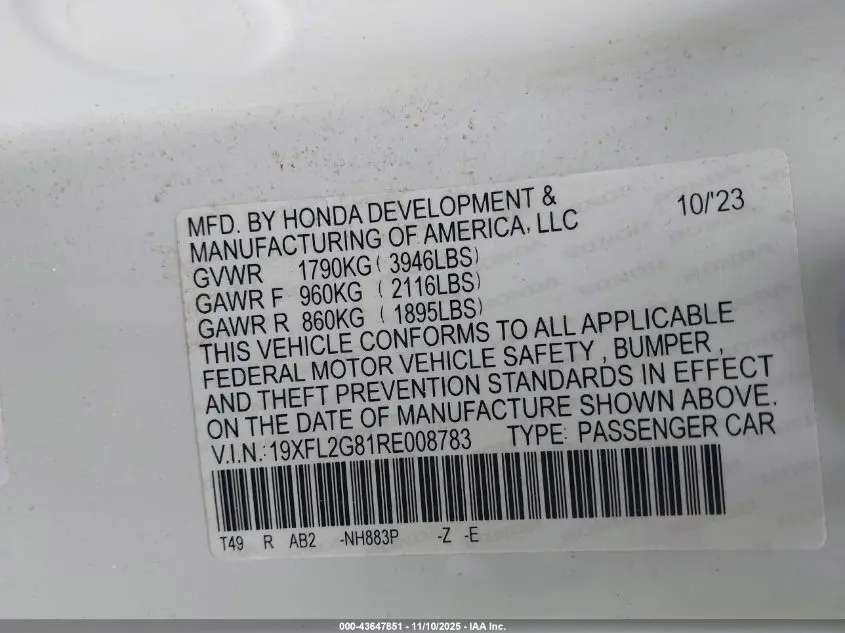 MFD. BY HONDA DEVELOPMENT & 10/'23
MANUFACTURING OF AMERICA, LLC
GVWR 1790KG ( 3946LBS)
GAWR F 960KG ( 2116LBS)
GAWR R 860KG ( 1895LBS)
THIS VEHICLE CONFORMS TO ALL APPLICABLE
FEDERAL MOTOR VEHICLE SAFETY , BUMPER ,
AND THEFT PREVENTION STANDARDS IN EFFECT
ON THE DATE OF MANUFACTURE SHOWN ABOVE.
V.I.N.: 19XFL2G81RE008783 TYPE: PASSENGER CAR
T49 R AB2 -NH883P -Z -E
000-43647851 - 11/10/2025 - IAA Inc.